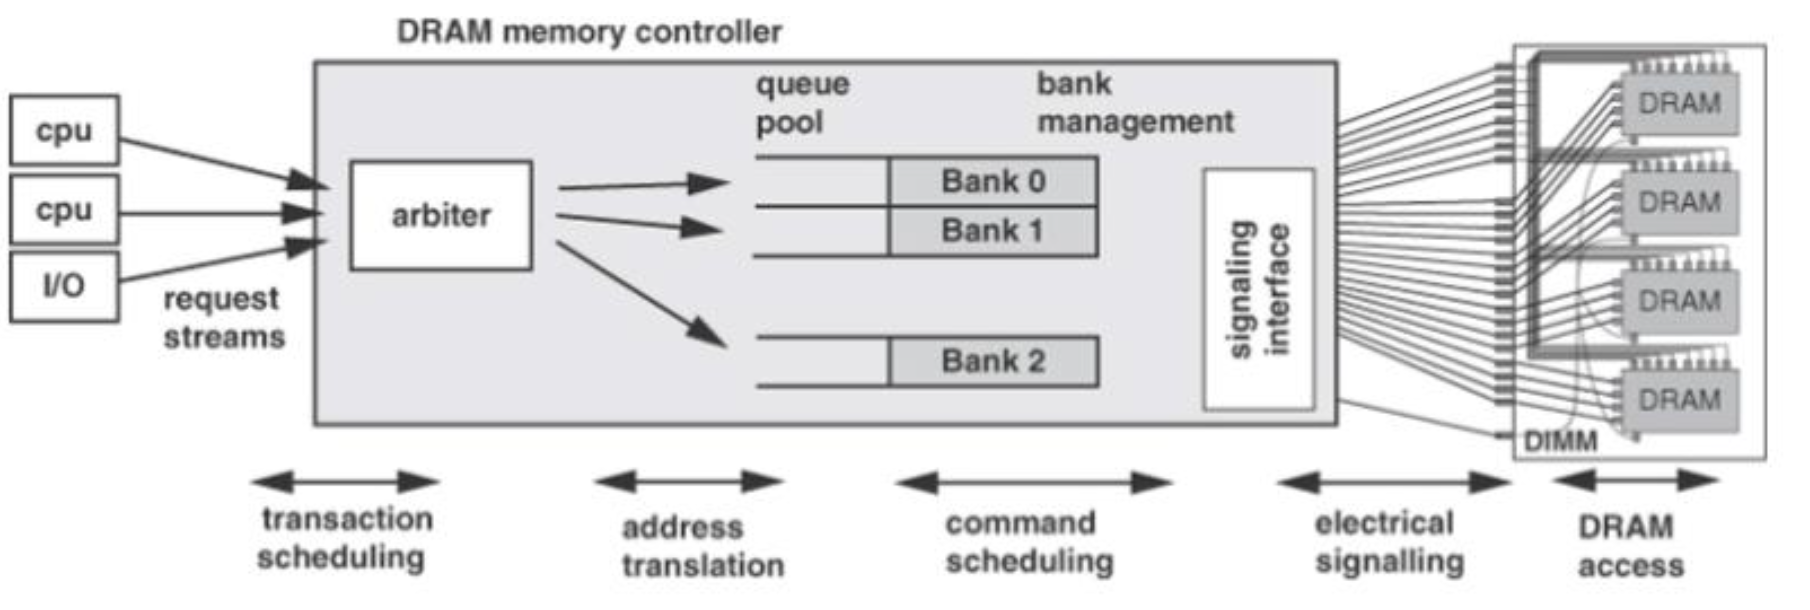 DRAM memory controller
cpu
cpu
I/O
request
streams
arbiter
queue
pool
bank
management
Bank 0
Bank 1
Bank 2
signaling
interface
DRAM
DRAM
DRAM
DRAM
DIMM
transaction
scheduling
address
translation
command
scheduling
electrical
signalling
DRAM
access